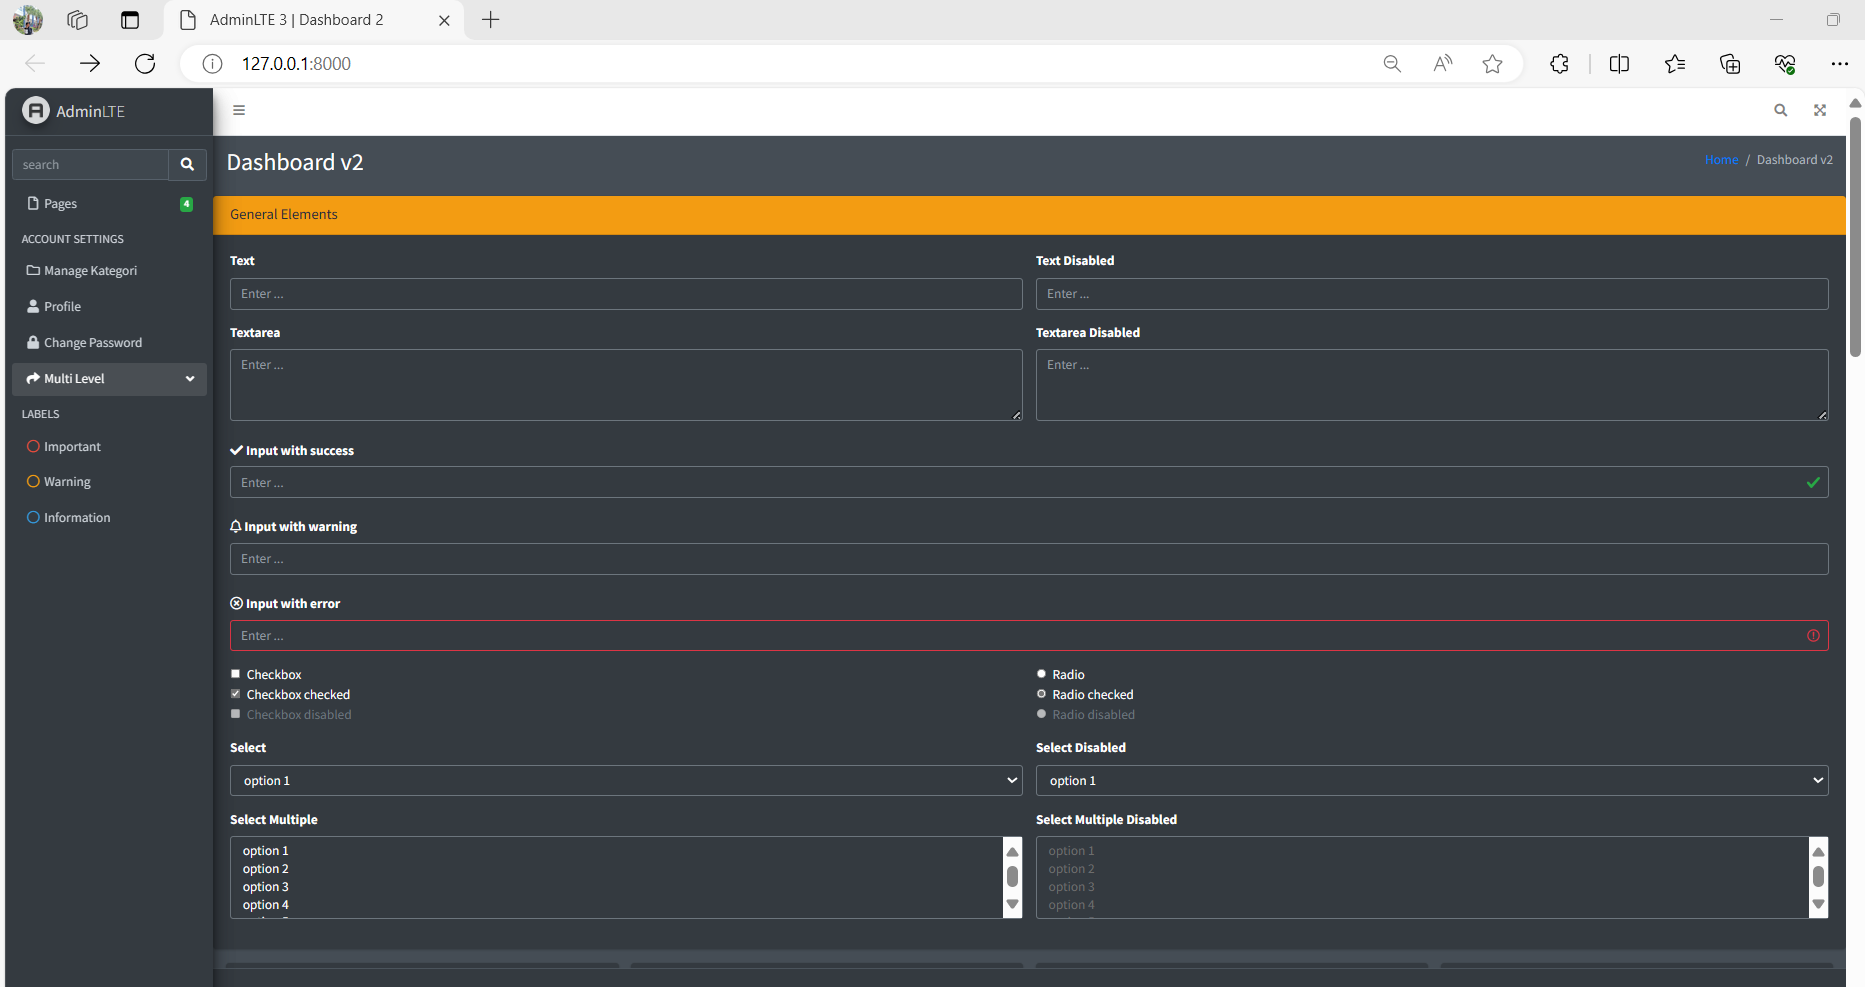 AdminLTE 3 | Dashboard 2
127.0.0.1:8000
AdminLTE
search
Pages 4
ACCOUNT SETTINGS
Manage Kategori
Profile
Change Password
Multi Level
LABELS
Important
Warning
Information
Dashboard v2
Home / Dashboard v2
General Elements
Text
Enter ...
Text Disabled
Enter ...
Textarea
Enter ...
Textarea Disabled
Enter ...
Input with success
Enter ...
Input with warning
Enter ...
Input with error
Enter ...
Checkbox
Checkbox checked
Checkbox disabled
Radio
Radio checked
Radio disabled
Select
option 1
Select Disabled
option 1
Select Multiple
option 1
option 2
option 3
option 4
Select Multiple Disabled
option 1
option 2
option 3
option 4